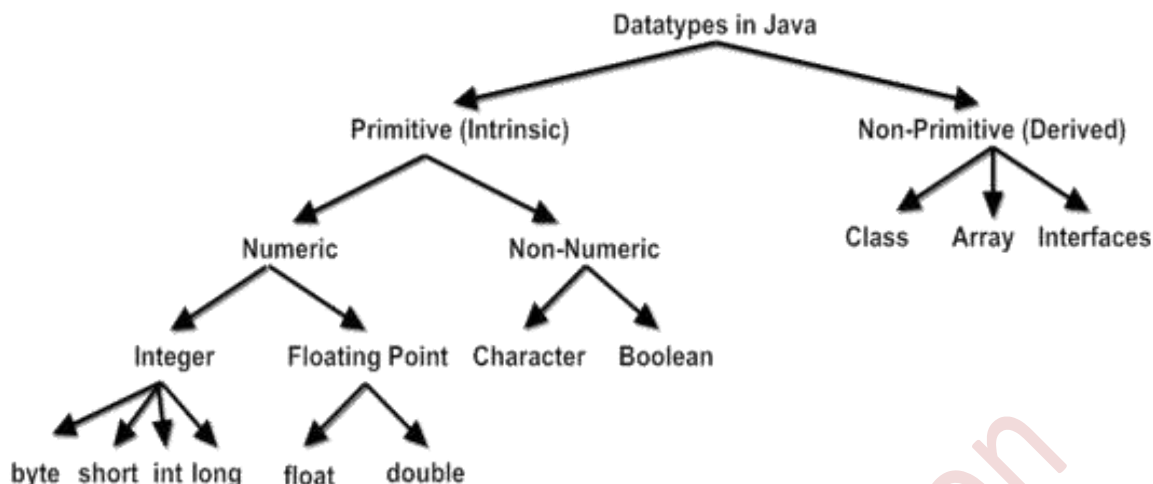 Datatypes in Java
Primitive (Intrinsic) Non-Primitive (Derived)
Class Array Interfaces
Numeric Non-Numeric
Integer Floating Point Character Boolean
byte short int long float double
on